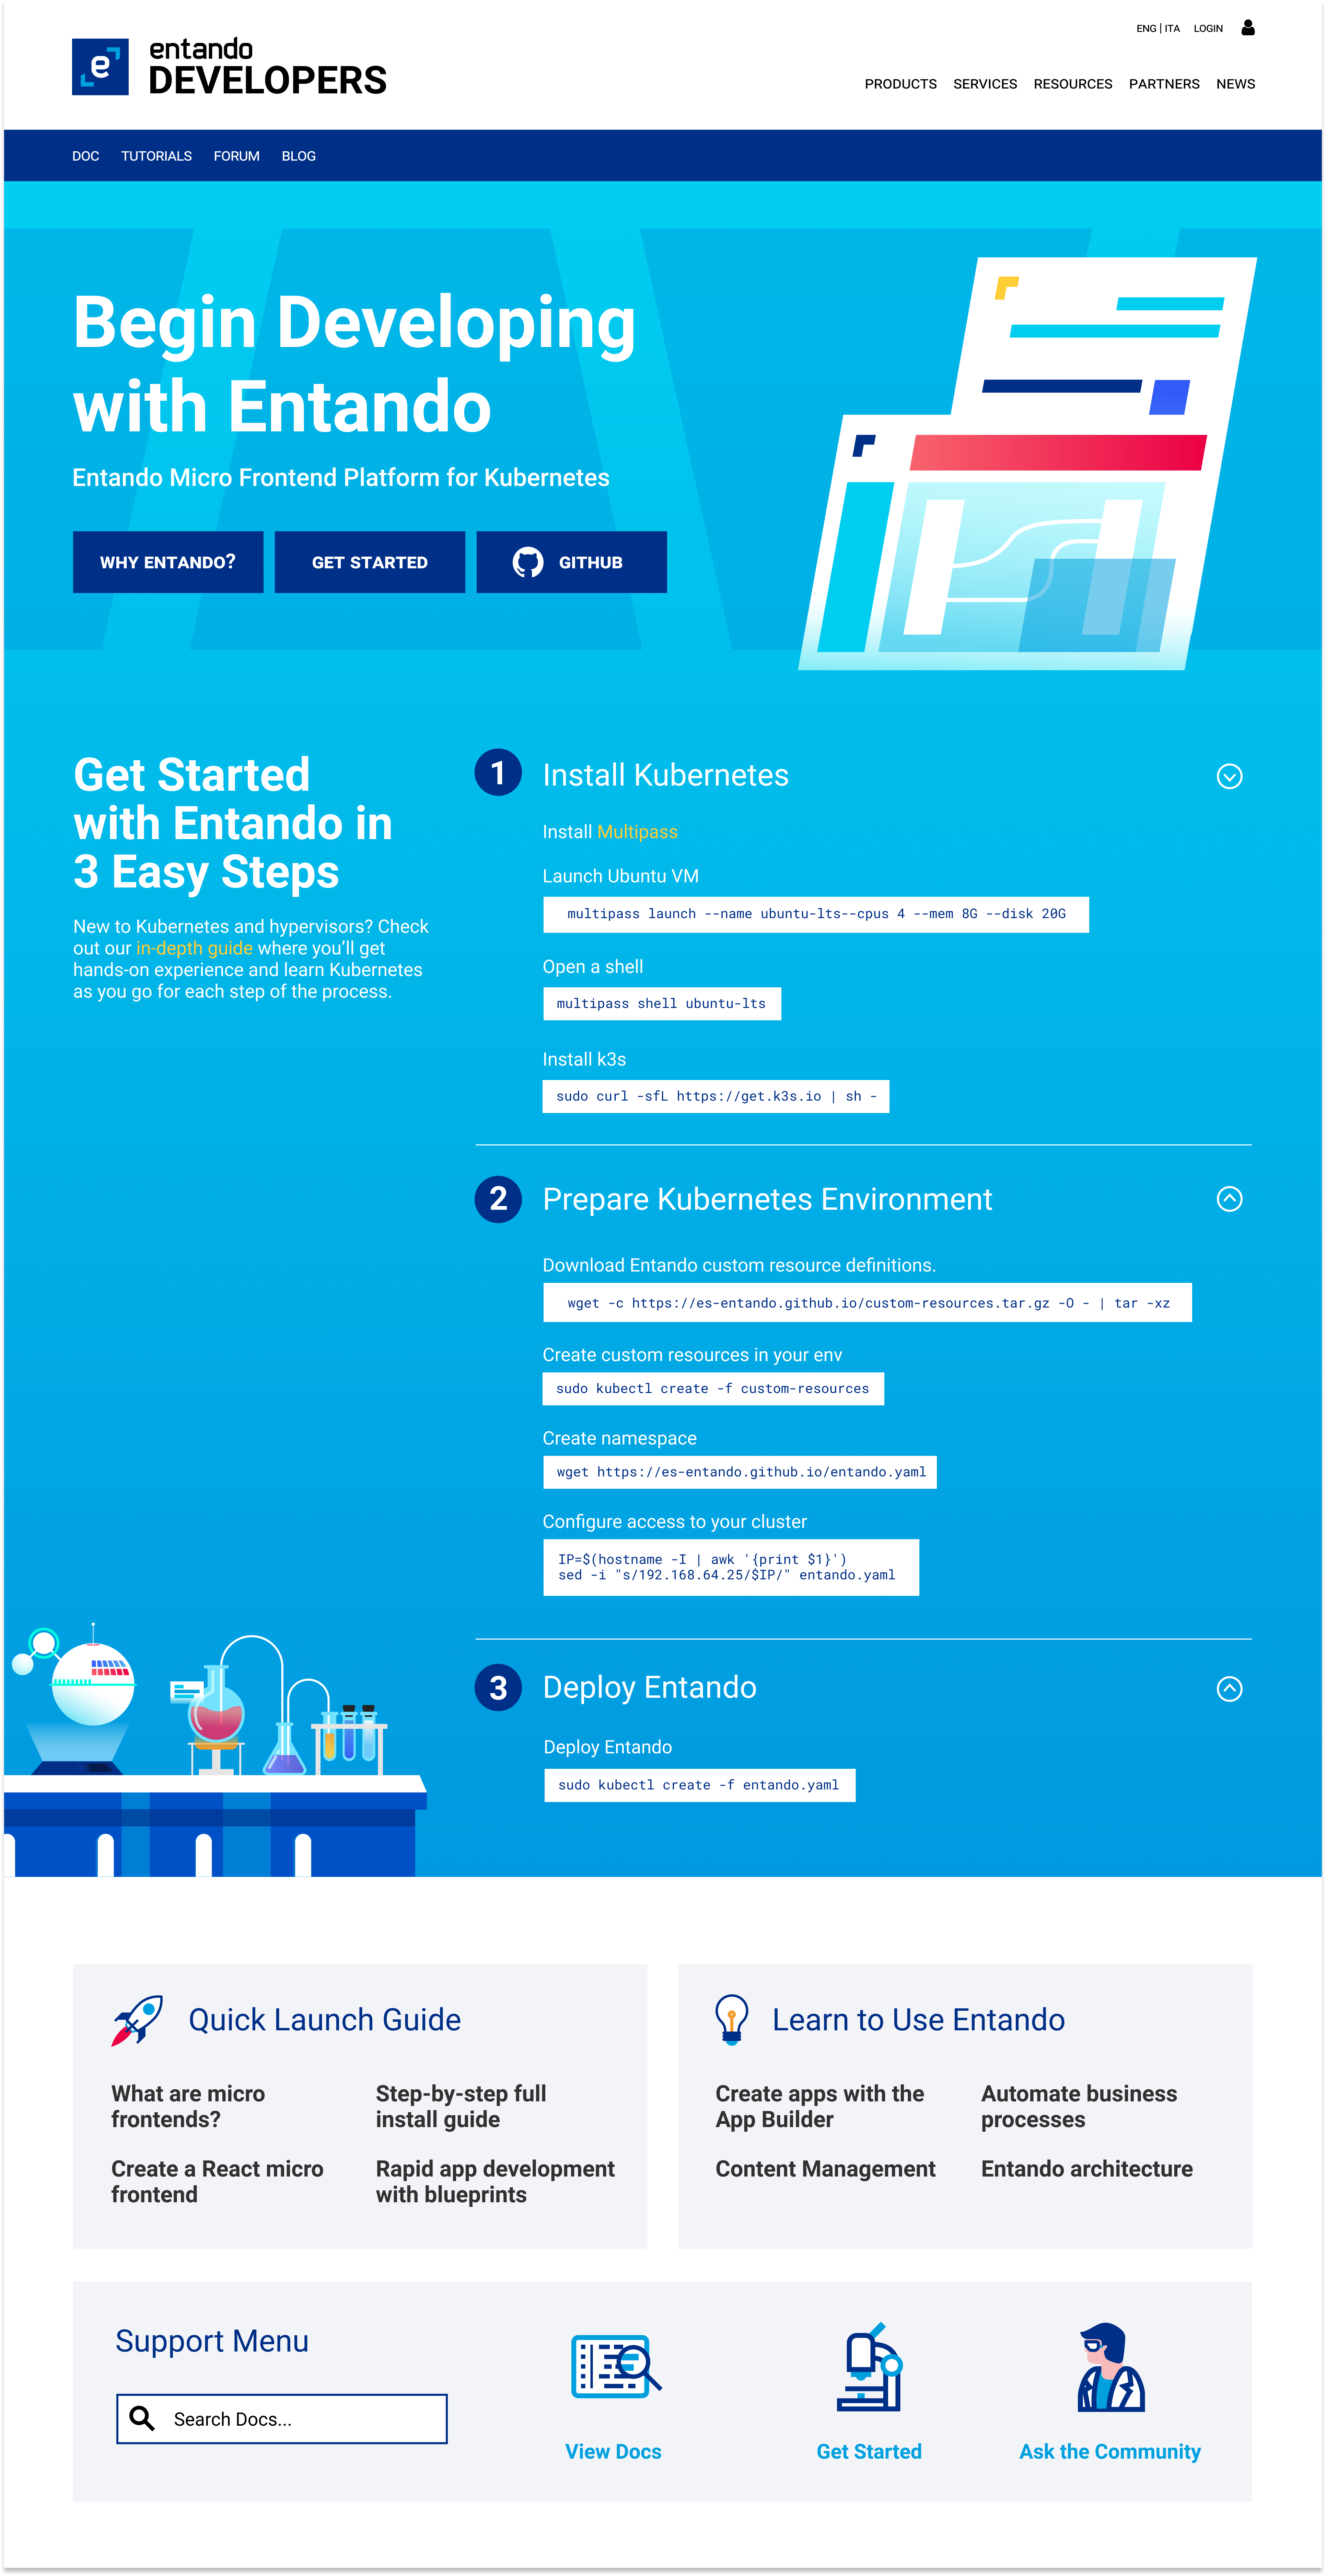 ENG | ITA LOGIN
entando
DEVELOPERS
PRODUCTS SERVICES RESOURCES PARTNERS NEWS
DOC TUTORIALS FORUM BLOG
Begin Developing
with Entando
Entando Micro Frontend Platform for Kubernetes
WHY ENTANDO?
GET STARTED
GITHUB
Get Started
with Entando in
3 Easy Steps
New to Kubernetes and hypervisors? Check
out our in-depth guide where you’ll get
hands-on experience and learn Kubernetes
as you go for each step of the process.
1 Install Kubernetes
Install Multipass
Launch Ubuntu VM
multipass launch --name ubuntu-lts--cpus 4 --mem 8G --disk 20G
Open a shell
multipass shell ubuntu-lts
Install k3s
sudo curl -sfL https://get.k3s.io | sh -
2 Prepare Kubernetes Environment
Download Entando custom resource definitions.
wget -c https://es-entando.github.io/custom-resources.tar.gz -O - | tar -xz
Create custom resources in your env
sudo kubectl create -f custom-resources
Create namespace
wget https://es-entando.github.io/entando.yaml
Configure access to your cluster
IP=$(hostname -I | awk '{print $1}')
sed -i "s/192.168.64.25/$IP/" entando.yaml
3 Deploy Entando
Deploy Entando
sudo kubectl create -f entando.yaml
Quick Launch Guide
What are micro
frontends?
Step-by-step full
install guide
Create a React micro
frontend
Rapid app development
with blueprints
Learn to Use Entando
Create apps with the
App Builder
Automate business
processes
Content Management
Entando architecture
Support Menu
Search Docs...
View Docs
Get Started
Ask the Community